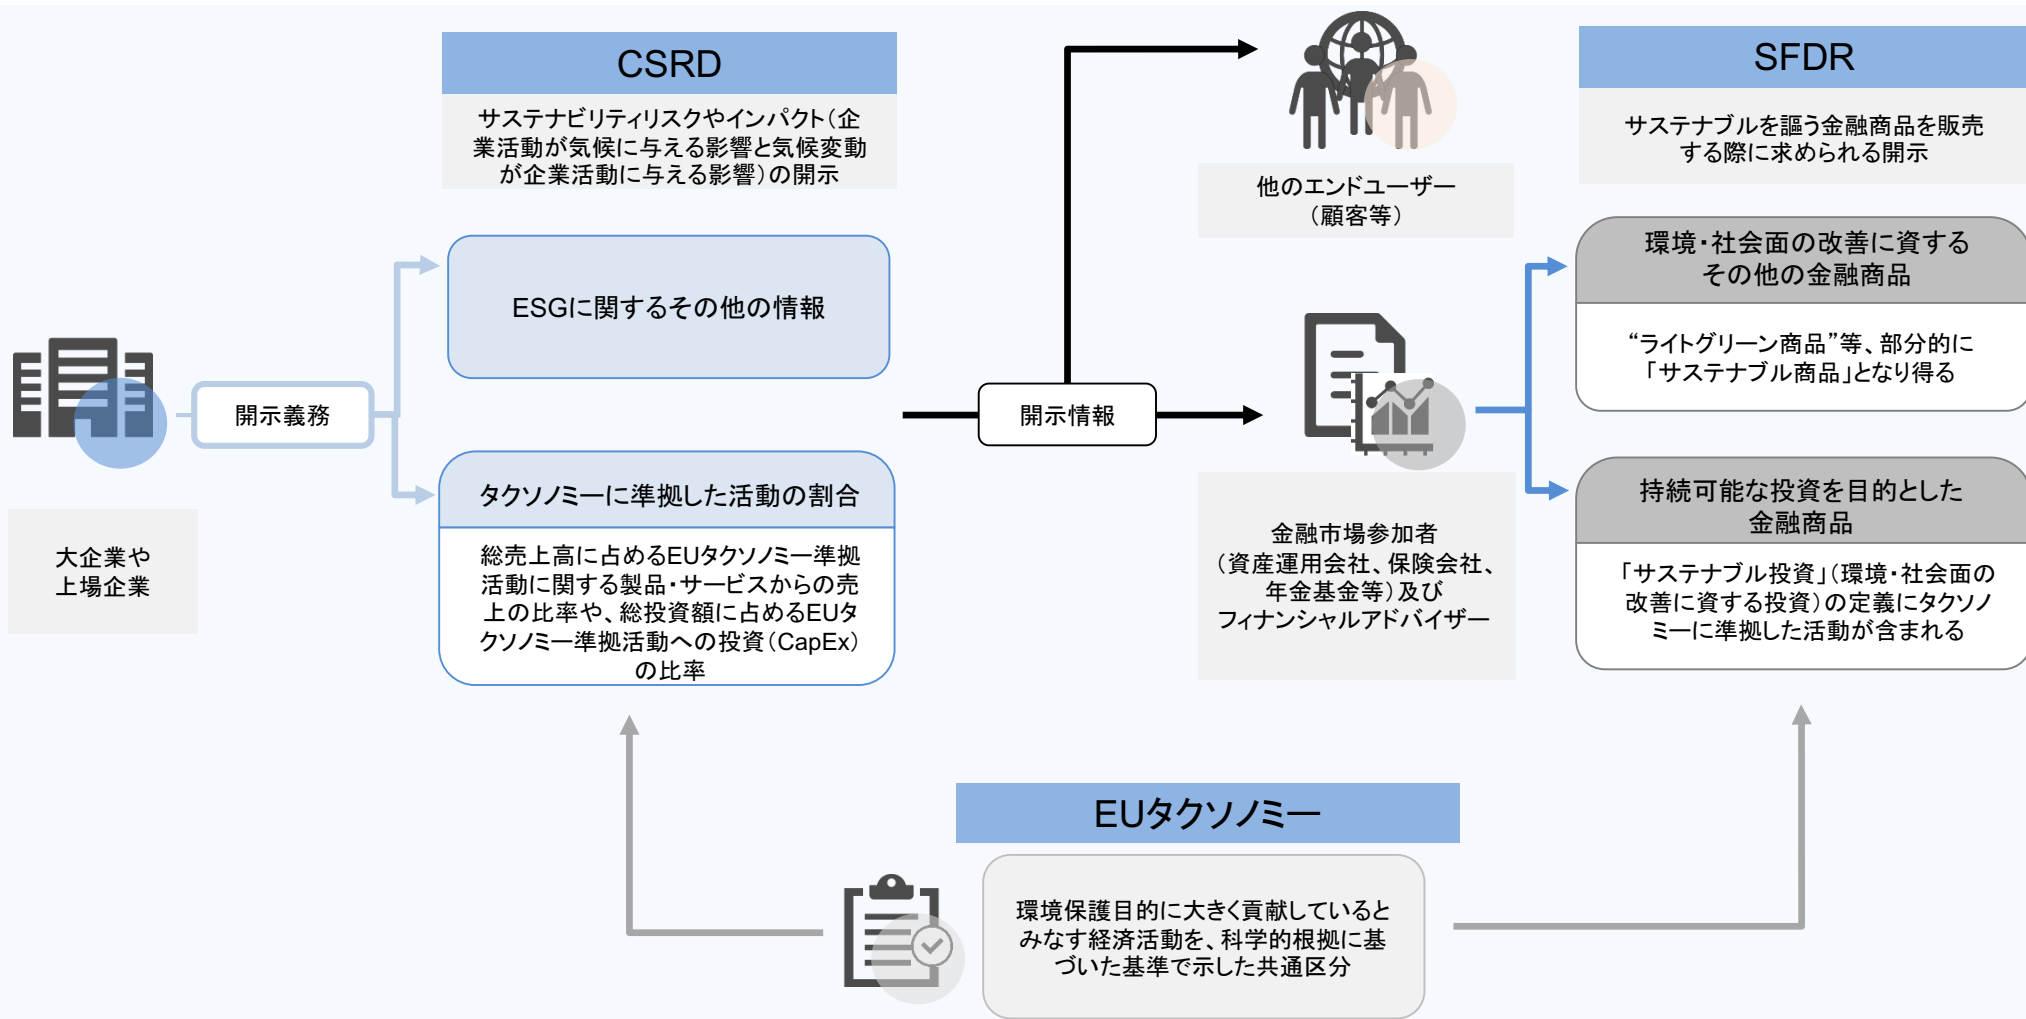 CSRD
サステナビリティリスクやインパクト（企
業活動が気候に与える影響と気候変動
が企業活動に与える影響）の開示
ESGに関するその他の情報
開示義務
大企業や
上場企業
タクソノミーに準拠した活動の割合
総売上高に占めるEUタクソノミー準拠
活動に関する製品・サービスからの売
上の比率や、総投資額に占めるEUタ
クソノミー準拠活動への投資（CapEx）
の比率
開示情報
他のエンドユーザー
（顧客等）
金融市場参加者
（資産運用会社、保険会社、
年金基金等）及び
フィナンシャルアドバイザー
SFDR
サステナブルを謳う金融商品を販売
する際に求められる開示
環境・社会面の改善に資する
その他の金融商品
“ライトグリーン商品”等、部分的に
「サステナブル商品」となり得る
持続可能な投資を目的とした
金融商品
「サステナブル投資」（環境・社会面の
改善に資する投資）の定義にタクソノ
ミーに準拠した活動が含まれる
EUタクソノミー
環境保護目的に大きく貢献していると
みなす経済活動を、科学的根拠に基
づいた基準で示した共通区分